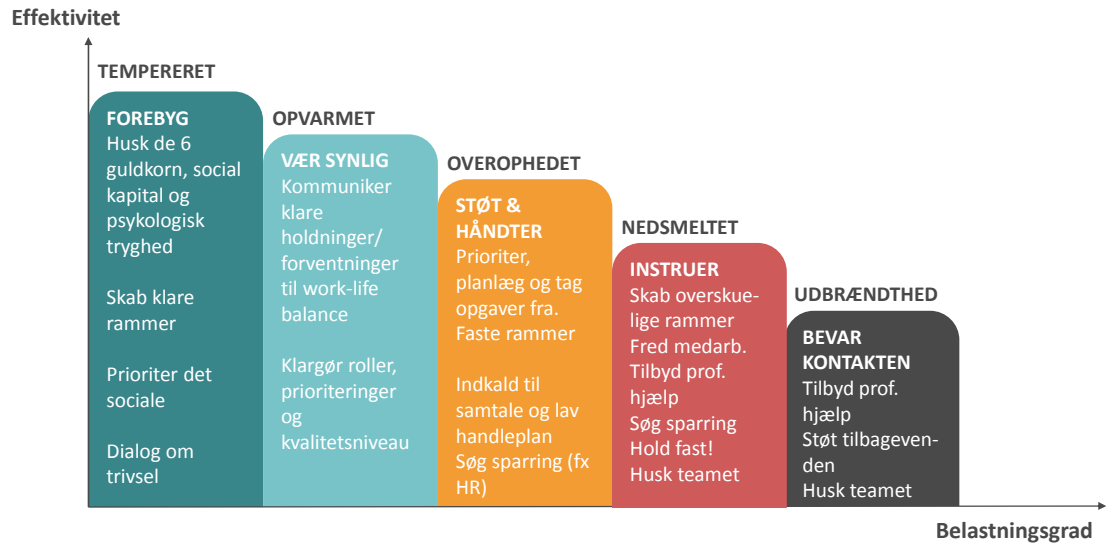 Effektivitet
TEMPERERET
FOREBYG
Husk de 6
guldkorn, social
kapital og
psykologisk
tryghed
Skab klare
rammer
Prioriter det
sociale
Dialog om
trivsel
OPVARMET
VÆR SYNLIG
Kommuniker
klare
holdninger/
forventninger
til work-life
balance
Klargør roller,
prioriteringer
og
kvalitetsniveau
OVEROPHEDET
STØT &
HÅNDTER
Prioriter,
planlæg og tag
opgaver fra.
Faste rammer
Indkald til
samtale og lav
handleplan
Søg sparring (fx
HR)
NEDSMELTET
INSTRUER
Skab overskue-
lige rammer
Fred medarb.
Tilbyd prof.
hjælp
Søg sparring
Hold fast!
Husk teamet
UDBRÆNDTHED
BEVAR
KONTAKTEN
Tilbyd prof.
hjælp
Støt tilbageven-
den
Husk teamet
Belastningsgrad